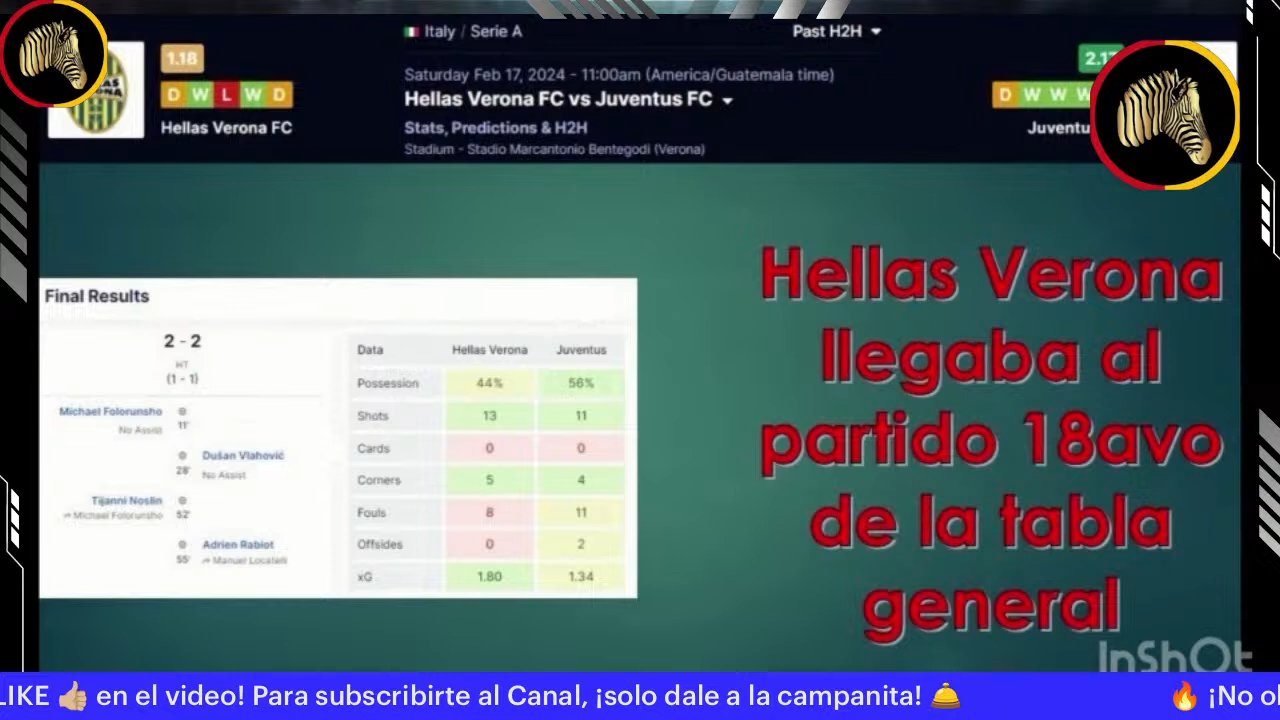 Italy / Serie A
Past H2H
1.18
2.1
Saturday Feb 17, 2024 - 11:00am (America/Guatemala time)
D W L W D
Hellas Verona FC vs Juventus FC
D W W W
Hellas Verona FC
Stats, Predictions & H2H
Juventu
Stadium - Stadio Marcantonio Bentegodi (Verona)
Final Results
2 - 2
HT
(1 - 1)
Michael Folorunsho
No Assist
11'
Dušan Vlahović
28'
No Assist
Tijanni Noslin
Michael Folorunsho
52'
Adrien Rabiot
55'
Manuel Locatelli
Data Hellas Verona Juventus
Possession 44% 56%
Shots 13 11
Cards 0 0
Corners 5 4
Fouls 8 11
Offsides 0 2
xG 1.80 1.34
Hellas Verona
llegaba al
partido 18avo
de la tabla
general
InShOt
LIKE 👍🏼 en el video! Para subscribirte al Canal, ¡solo dale a la campanita! 🛎️ 🔥 ¡No o